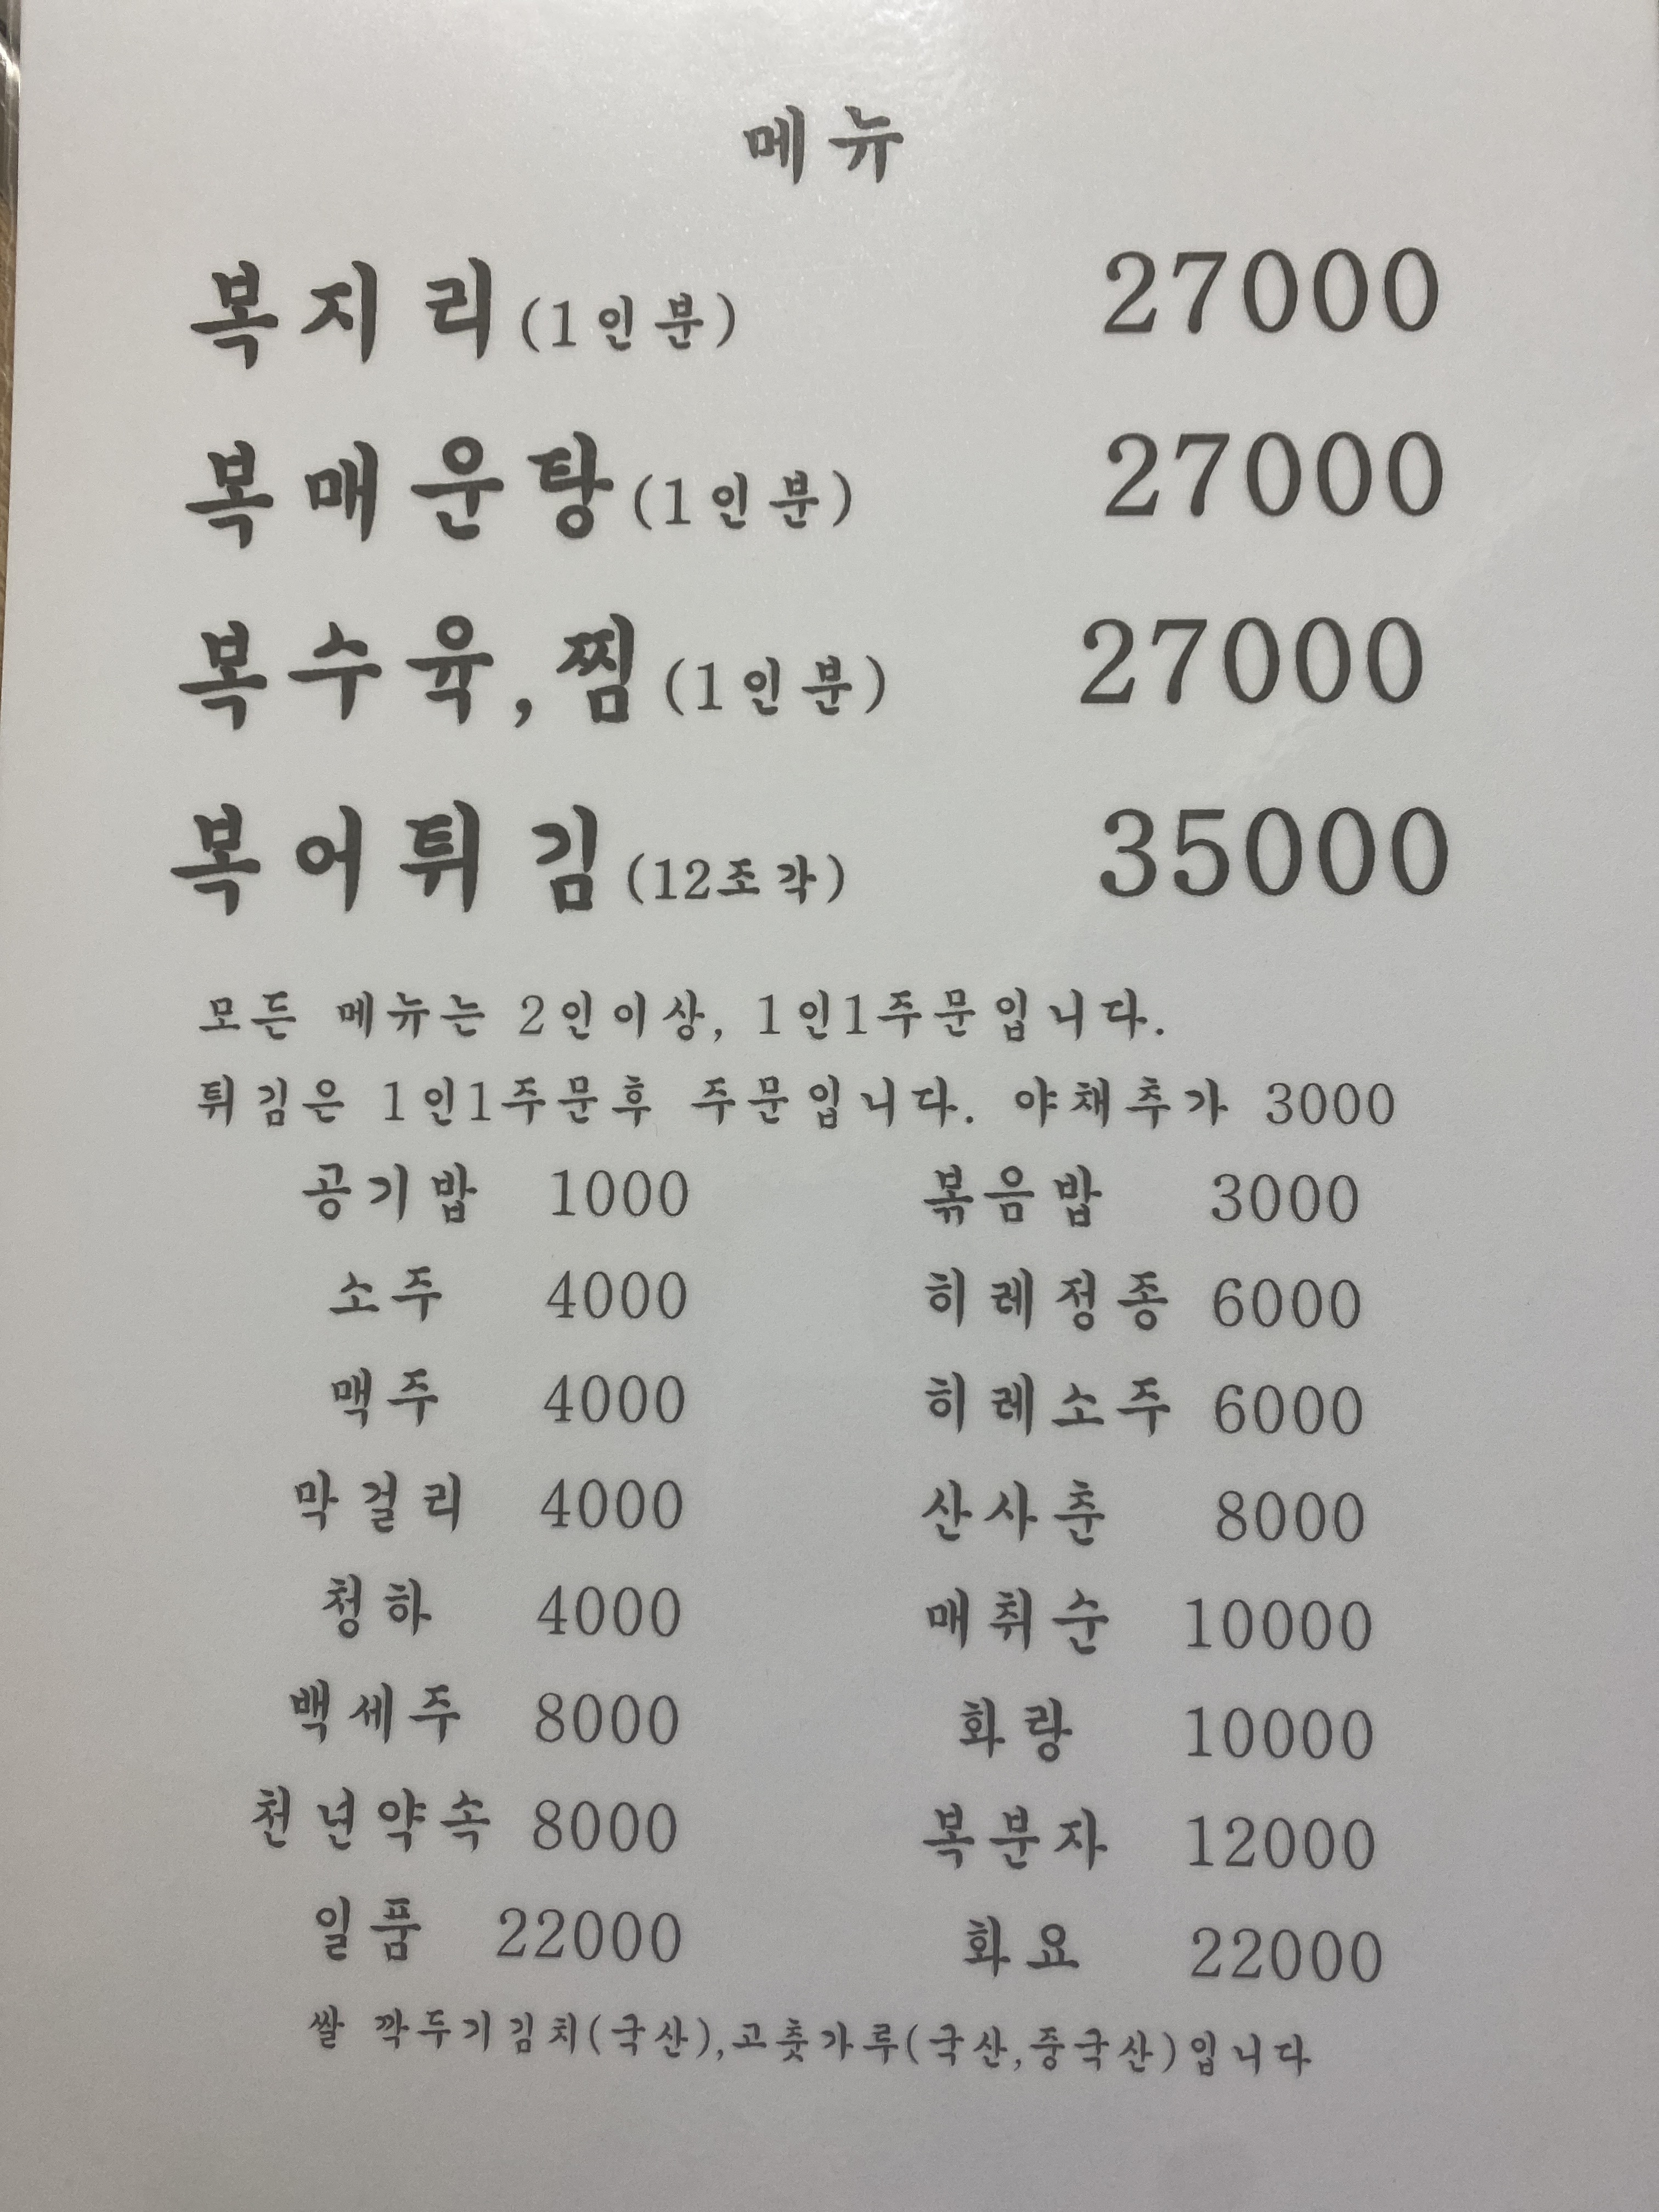 메뉴
복지리(1인분) 27000
복매운탕(1인분) 27000
복수육,찜(1인분) 27000
복어튀김(12조각) 35000
모든 메뉴는 2인이상, 1인1주문입니다.
튀김은 1인1주문후 주문입니다. 야채추가 3000
공기밥 1000 볶음밥 3000
소주 4000 히레정종 6000
맥주 4000 히레소주 6000
막걸리 4000 산사춘 8000
청하 4000 매취순 10000
백세주 8000 화랑 10000
천년약속 8000 복분자 12000
일품 22000 화요 22000
쌀 깍두기김치(국산),고춧가루(국산,중국산)입니다